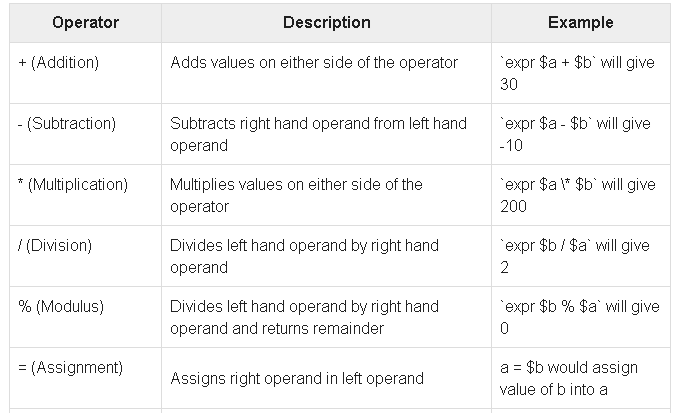 Operator Description Example
+ (Addition) Adds values on either side of the operator `expr $a + $b` will give
30
- (Subtraction) Subtracts right hand operand from left hand
operand
`expr $a - $b` will give
-10
* (Multiplication) Multiplies values on either side of the
operator
`expr $a \* $b` will give
200
/ (Division) Divides left hand operand by right hand
operand
`expr $b / $a` will give
2
% (Modulus) Divides left hand operand by right hand
operand and returns remainder
`expr $b % $a` will give
0
= (Assignment) Assigns right operand in left operand
a = $b would assign
value of b into a